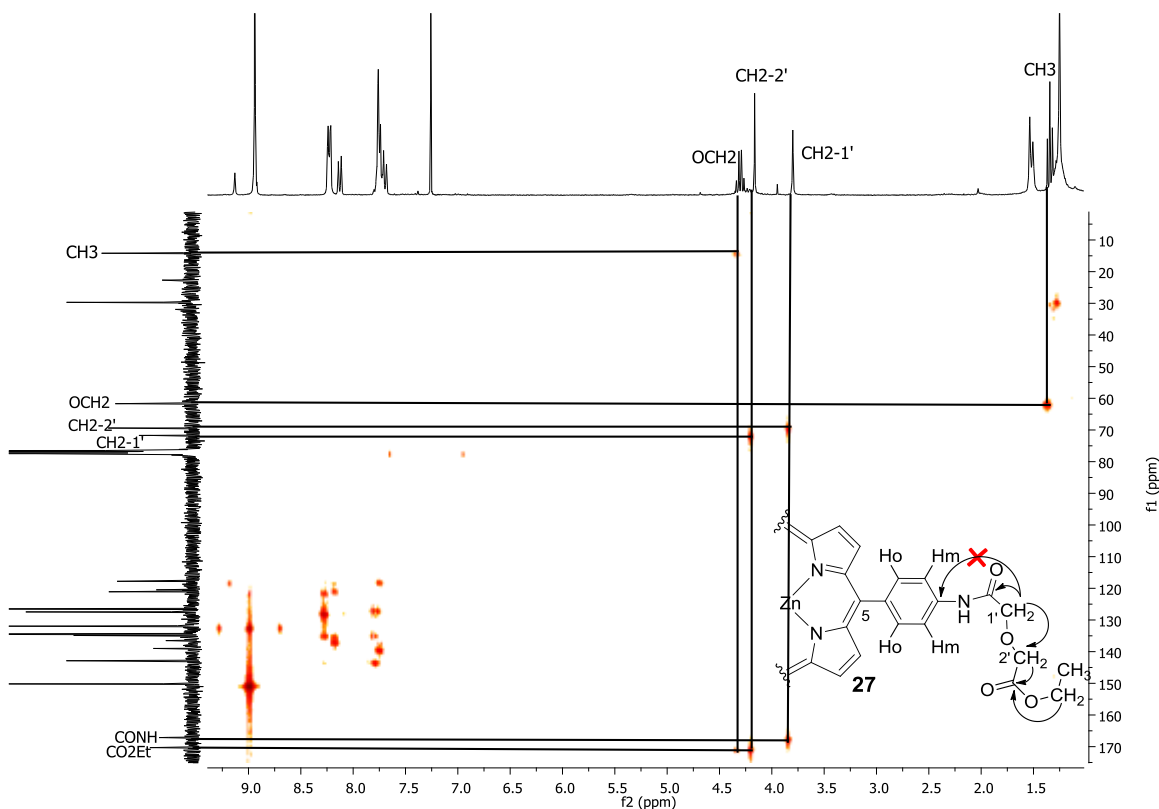 CH2-2'
CH3
OCH2
CH2-1'
CH3
OCH2
CH2-2'
CH2-1'
CONH
CO2Et
10
20
30
40
50
60
70
80
90
100
110
120
130
140
150
160
170
f1 (ppm)
Ho
Hm
O
N
Zn
5
NH
1'
CH2
N
O
Ho
Hm
2'
CH2
CH3
27
O
O
CH2
9.0
8.5
8.0
7.5
7.0
6.5
6.0
5.5
5.0
4.5
4.0
3.5
3.0
2.5
2.0
1.5
f2 (ppm)